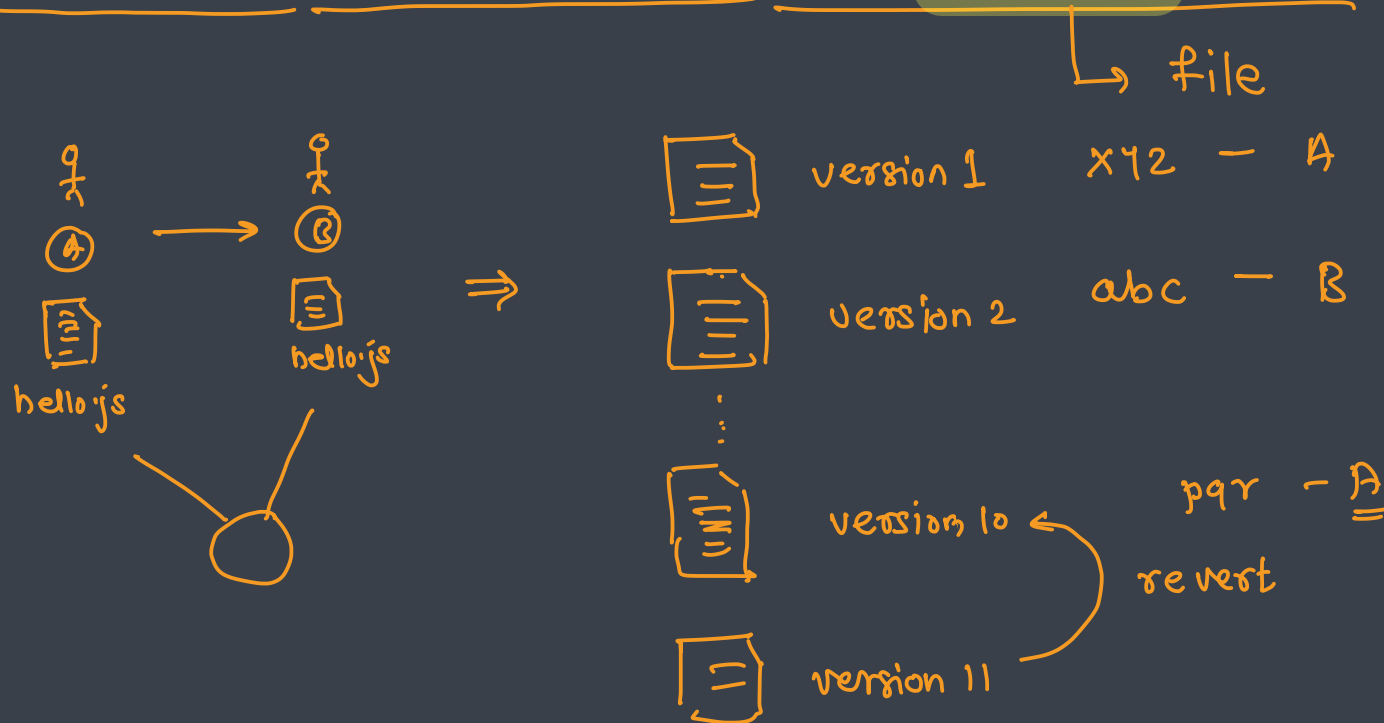 file
version 1 xyz - A
A → B
version 2 abc - B
hello.js
hello.js
version 10 pqr - A
revert
version 11